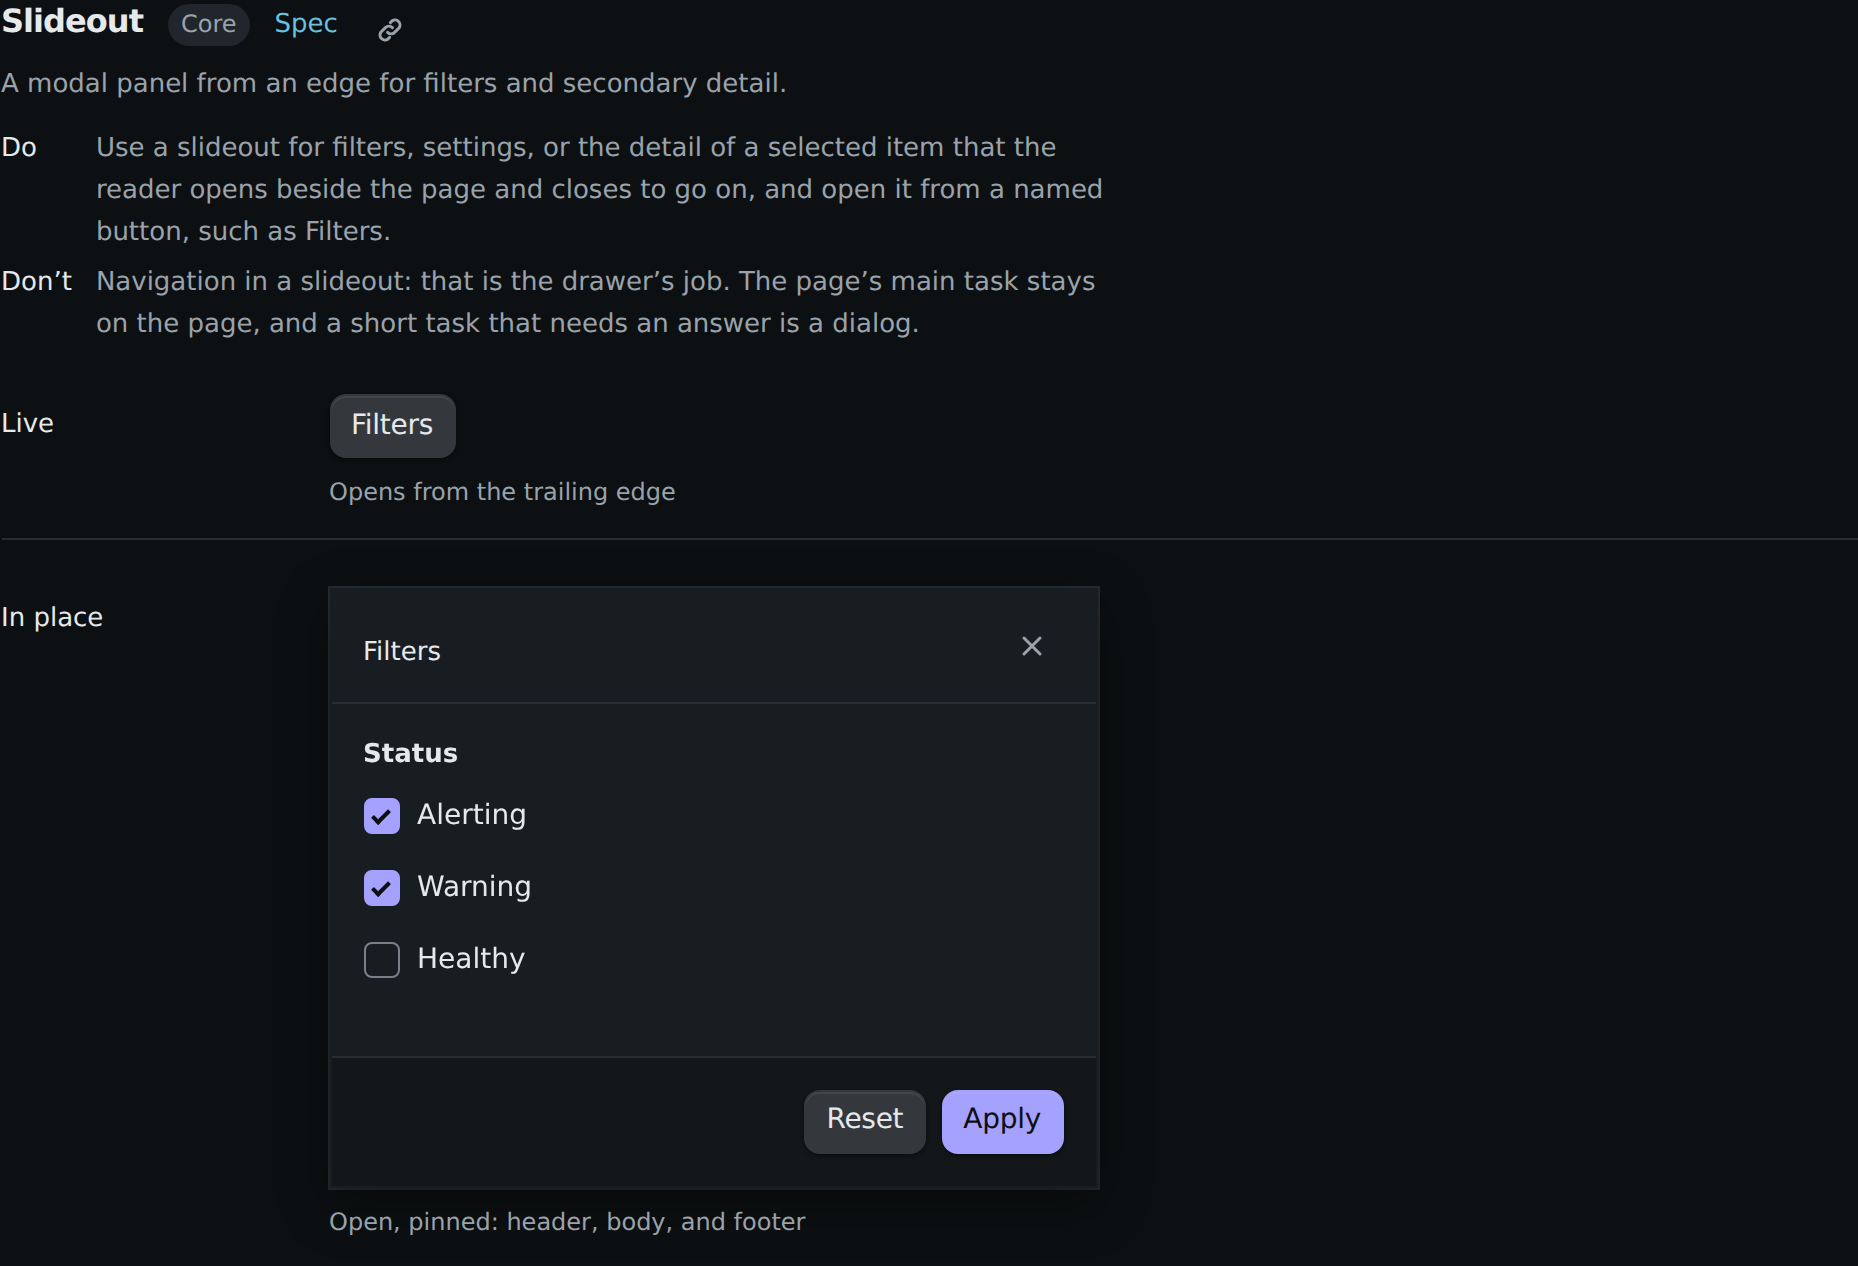 Slideout Core Spec
A modal panel from an edge for filters and secondary detail.
Do Use a slideout for filters, settings, or the detail of a selected item that the
reader opens beside the page and closes to go on, and open it from a named
button, such as Filters.
Don’t Navigation in a slideout: that is the drawer’s job. The page’s main task stays
on the page, and a short task that needs an answer is a dialog.
Live Filters
Opens from the trailing edge
In place
Filters
Status
Alerting
Warning
Healthy
Reset Apply
Open, pinned: header, body, and footer